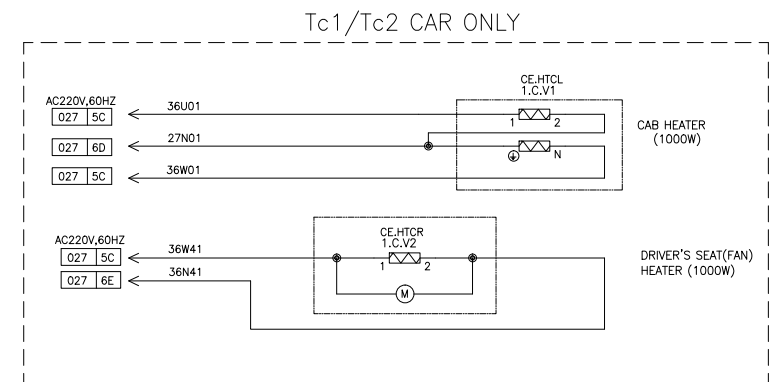 Tc1/Tc2 CAR ONLY
CE.HTCL
1.C.V1
AC220V,60HZ
027 5C
36U01
1 2
CAB HEATER
(1000W)
027 6D
27N01
N
027 5C
36W01
CE.HTCR
1.C.V2
AC220V,60HZ
027 5C
36W41
1 2
DRIVER'S SEAT(FAN)
HEATER (1000W)
027 6E
36N41
M